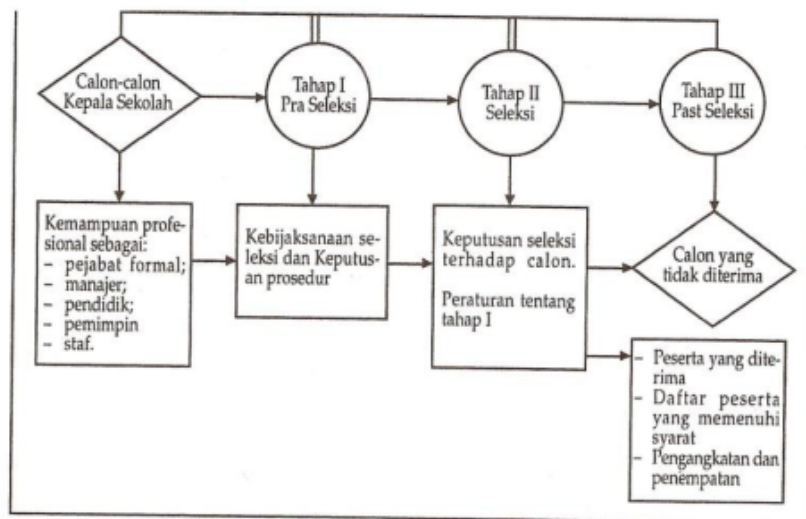 Calon-calon
Kepala Sekolah
Tahap I
Pra Seleksi
Tahap II
Seleksi
Tahap III
Past Seleksi
Kemampuan profe-
sional sebagai:
– pejabat formal;
– manajer;
– pendidik;
– pemimpin
– staf.
Kebijaksanaan se-
leksi dan Keputus-
an prosedur
Keputusan seleksi
terhadap calon.
Peraturan tentang
tahap I
Calon yang
tidak diterima
– Peserta yang dite-
rima
– Daftar peserta
yang memenuhi
syarat
– Pengangkatan dan
penempatan